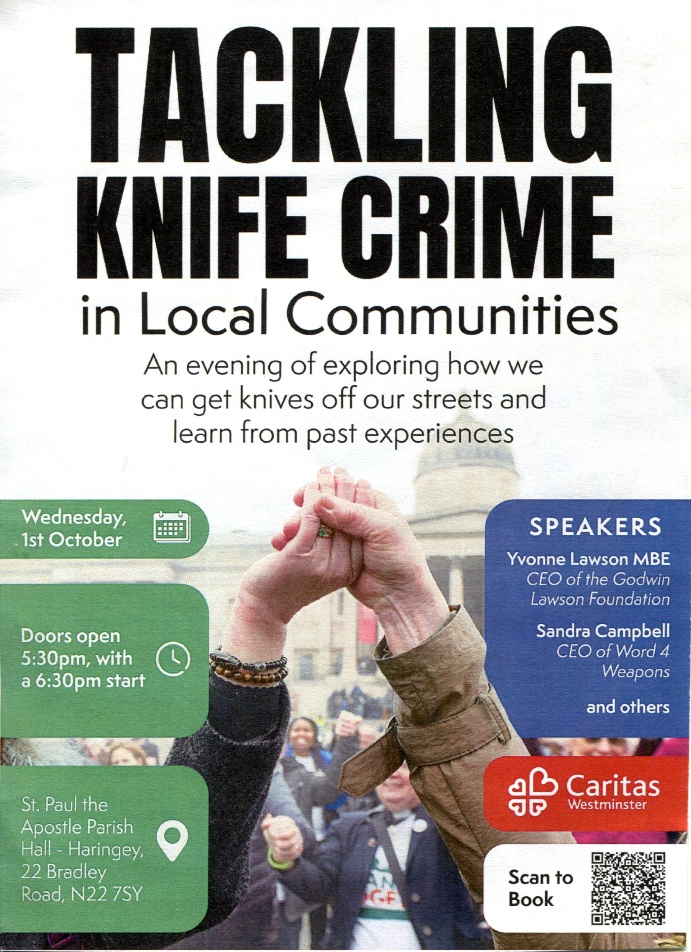 TACKLING
KNIFE CRIME
in Local Communities
An evening of exploring how we
can get knives off our streets and
learn from past experiences
Wednesday,
1st October
Doors open
5:30pm, with
a 6:30pm start
St. Paul the
Apostle Parish
Hall - Haringey,
22 Bradley
Road, N22 7SY
SPEAKERS
Yvonne Lawson MBE
CEO of the Godwin
Lawson Foundation
Sandra Campbell
CEO of Word 4
Weapons
and others
Caritas
Westminster
Scan to
Book